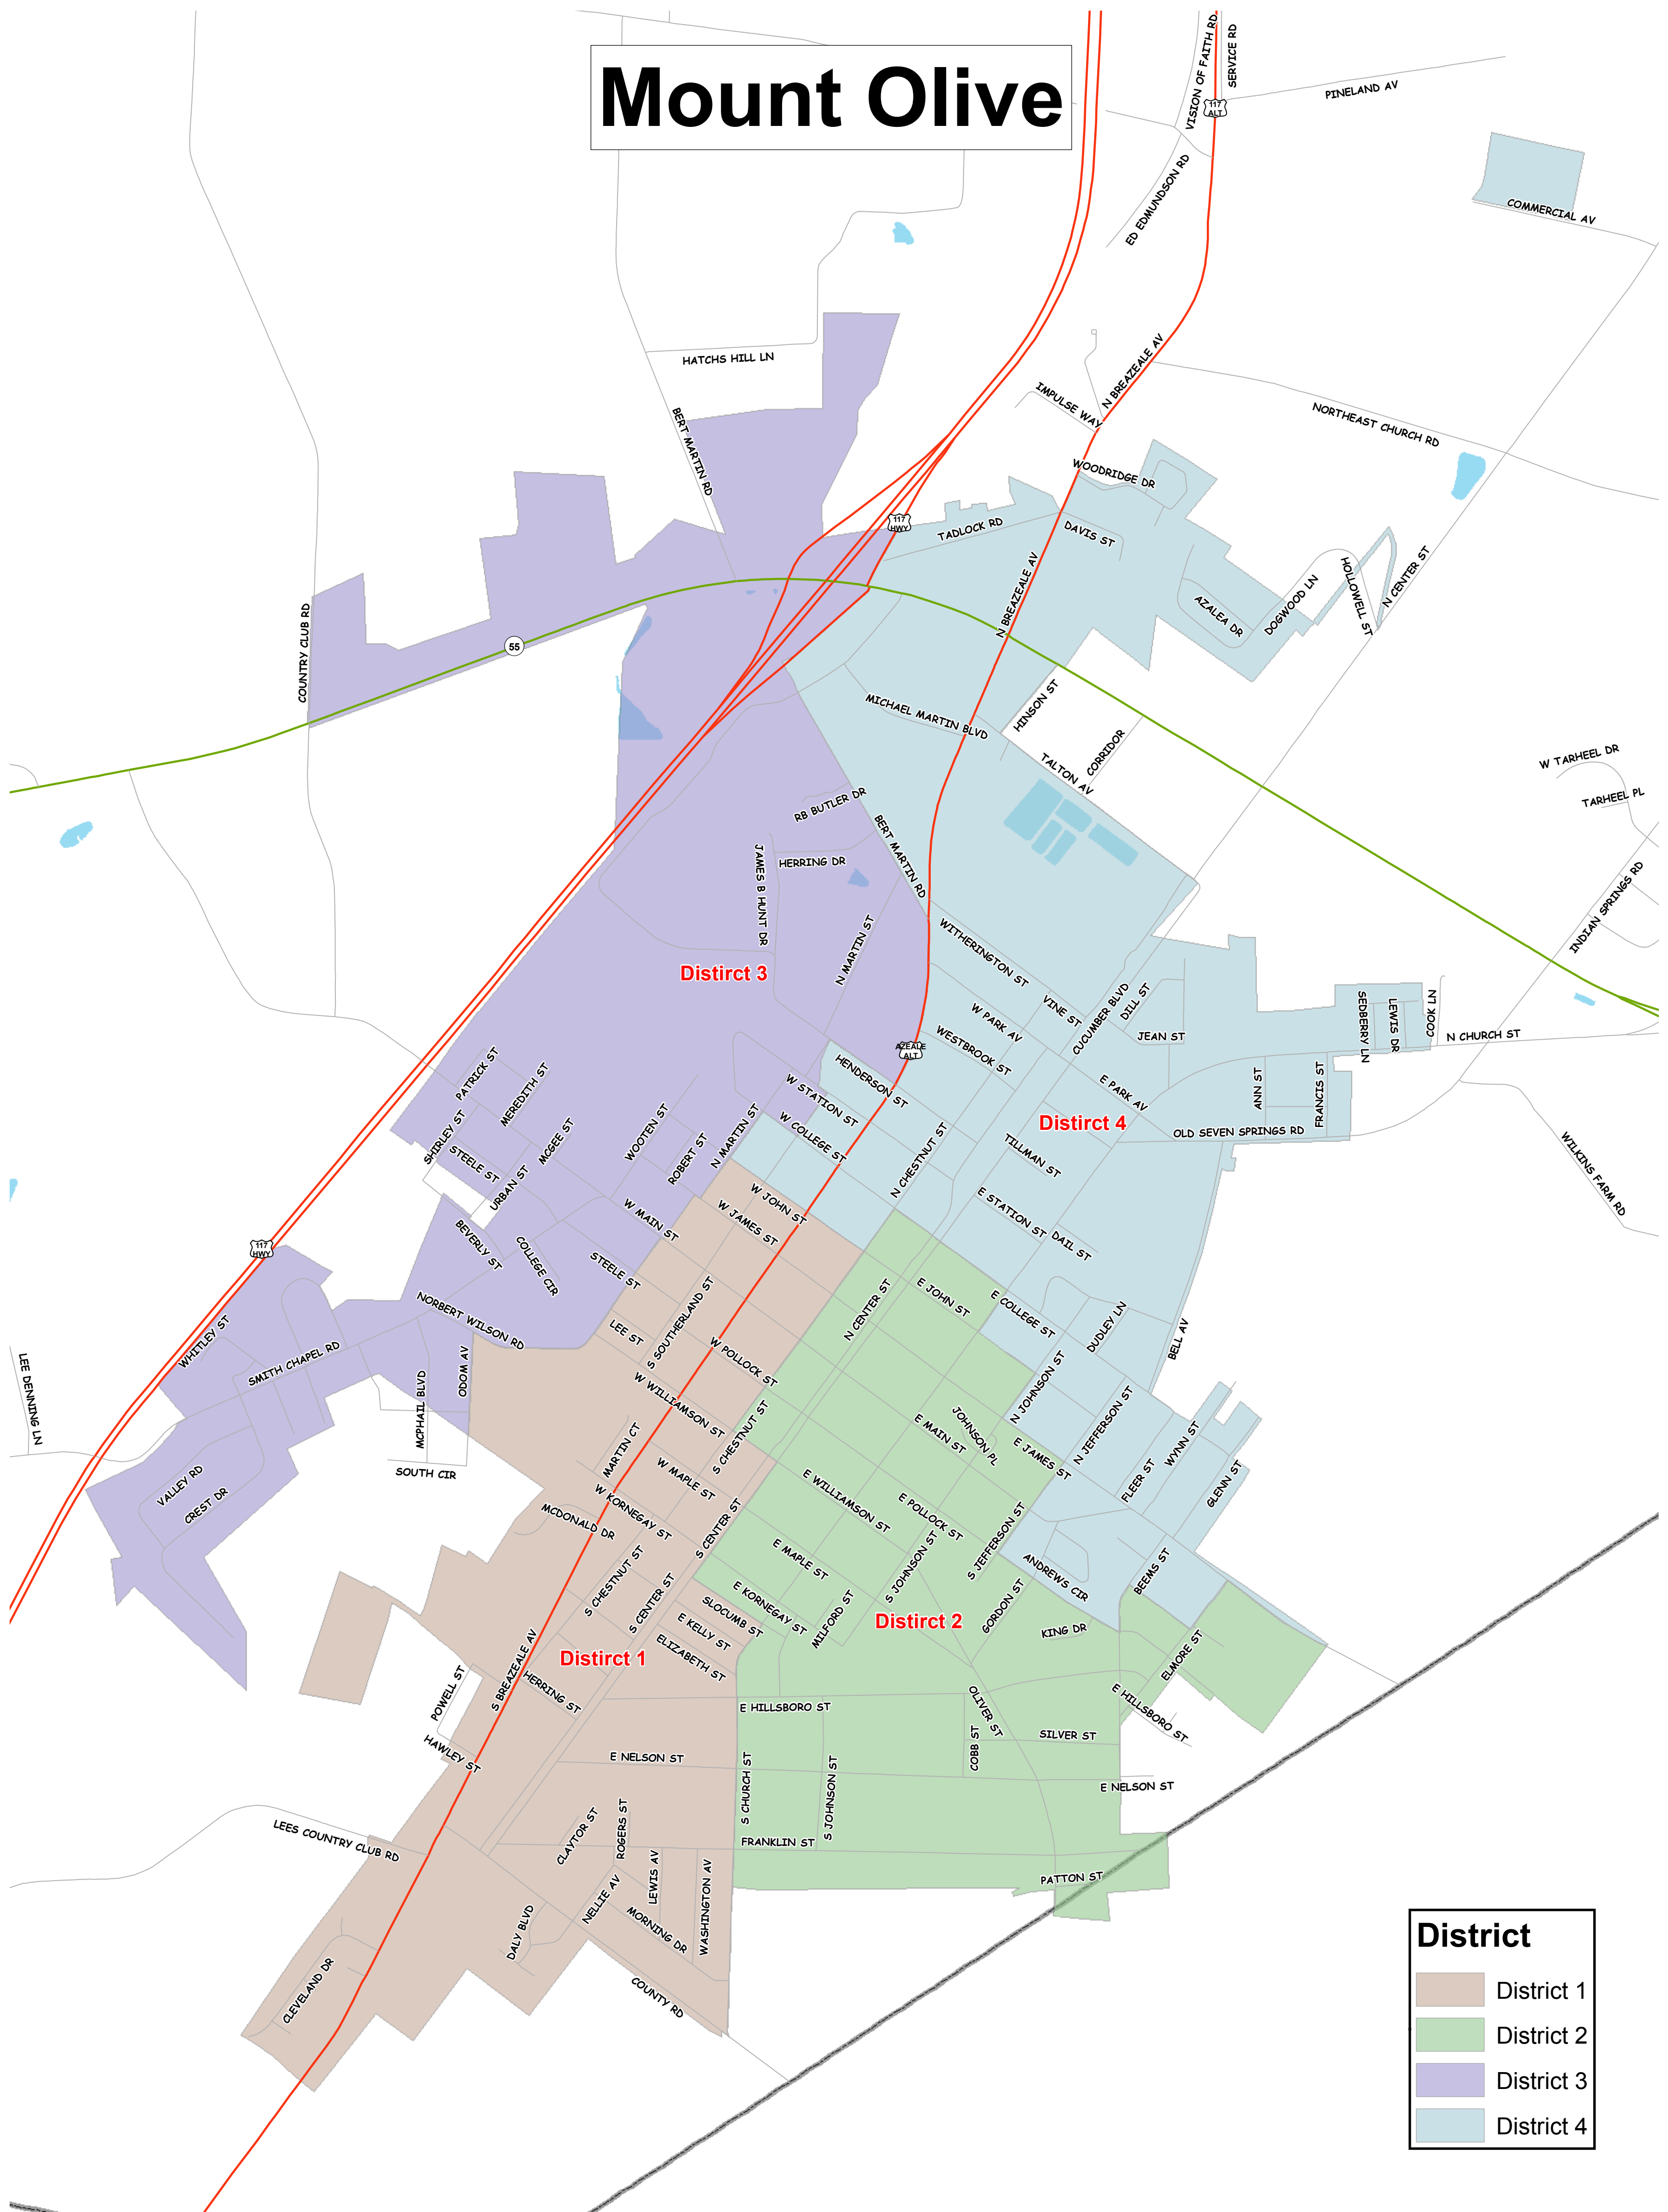 Mount Olive
VISION OF FAITH RD
SERVICE RD
117
ALT
PINELAND AV
ED EDMUNDSON RD
COMMERCIAL AV
HATCHS HILL LN
N BREAZEALE AV
IMPULSE WAY
BERT MARTIN RD
NORTHEAST CHURCH RD
WOODRIDGE DR
117
HWY
TADLOCK RD
DAVIS ST
N BREAZEALE AV
AZALEA DR
DOGWOOD LN
HOLLOWELL ST
N CENTER ST
COUNTRY CLUB RD
55
MICHAEL MARTIN BLVD
HINSON ST
CORRIDOR
TALTON AV
W TARHEEL DR
TARHEEL PL
RB BUTLER DR
BERT MARTIN RD
JAMES B HUNT DR
HERRING DR
INDIAN SPRINGS RD
N MARTIN ST
WITHERINGTON ST
Distirct 3
VINE ST
CUCUMBER BLVD
DILL ST
W PARK AV
WESTBROOK ST
JEAN ST
SEDBERRY LN
LEWIS DR
COOK LN
N CHURCH ST
AZEALE
ALT
PATRICK ST
MEREDITH ST
HENDERSON ST
W STATION ST
E PARK AV
ANN ST
FRANCIS ST
Distirct 4
OLD SEVEN SPRINGS RD
SHIRLEY ST
STEELE ST
MCGEE ST
WOOTEN ST
ROBERT ST
N MARTIN ST
W COLLEGE ST
N CHESTNUT ST
TILLMAN ST
WILKINS FARM RD
URBAN ST
W MAIN ST
W JOHN ST
W JAMES ST
E STATION ST
DAIL ST
117
HWY
BEVERLY ST
COLLEGE CIR
STEELE ST
NORBERT WILSON RD
WHITLEY ST
SMITH CHAPEL RD
LEE ST
S SOUTHERLAND ST
N CENTER ST
E JOHN ST
E COLLEGE ST
DUDLEY LN
BELL AV
LEE DENNING LN
MCPHAIL BLVD
ODOM AV
W POLLOCK ST
W WILLIAMSON ST
N JOHNSON ST
N JEFFERSON ST
S CHESTNUT ST
JOHNSON PL
E MAIN ST
E JAMES ST
WYNN ST
FLEER ST
GLENN ST
SOUTH CIR
VALLEY RD
CREST DR
MARTIN CT
W MAPLE ST
W KORNEGAY ST
MCDONALD DR
E WILLIAMSON ST
E POLLOCK ST
S CENTER ST
S JEFFERSON ST
E MAPLE ST
S JOHNSON ST
ANDREWS CIR
BEEMS ST
S CHESTNUT ST
S CENTER ST
E KORNEGAY ST
SLOCUMB ST
E KELLY ST
ELIZABETH ST
MILFORD ST
Distirct 2
GORDON ST
KING DR
Distirct 1
ELMORE ST
S BREAZEALE AV
POWELL ST
HERRING ST
HAWLEY ST
E HILLSBORO ST
OLIVER ST
E HILLSBORO ST
COBB ST
SILVER ST
E NELSON ST
E NELSON ST
S CHURCH ST
S JOHNSON ST
LEES COUNTRY CLUB RD
CLAYTOR ST
ROGERS ST
FRANKLIN ST
PATTON ST
LEWIS AV
NELLIE AV
WASHINGTON AV
MORNING DR
DALY BLVD
CLEVELAND DR
COUNTY RD
District
District 1
District 2
District 3
District 4